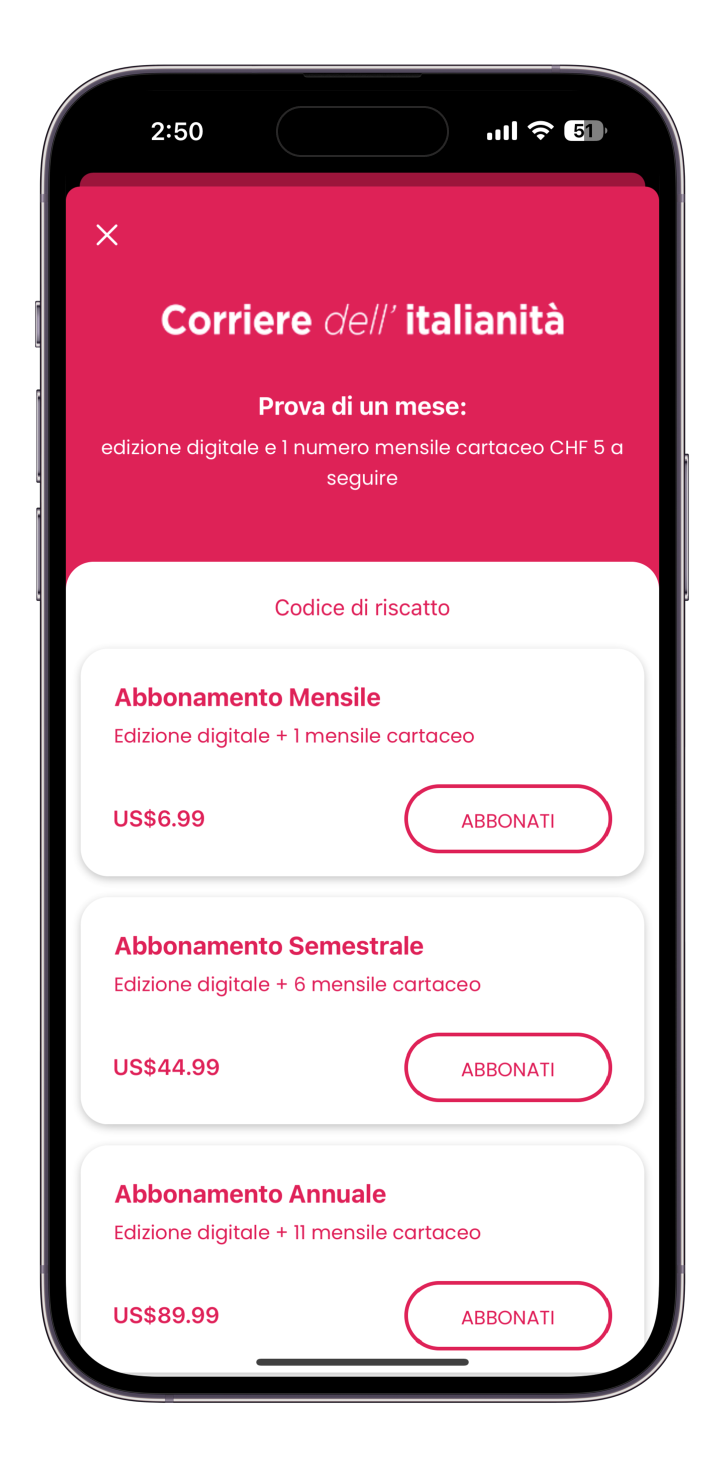 2:50
51
Corriere dell' italianità
Prova di un mese:
edizione digitale e 1 numero mensile cartaceo CHF 5 a
seguire
Codice di riscatto
Abbonamento Mensile
Edizione digitale + 1 mensile cartaceo
US$6.99
ABBONATI
Abbonamento Semestrale
Edizione digitale + 6 mensile cartaceo
US$44.99
ABBONATI
Abbonamento Annuale
Edizione digitale + 11 mensile cartaceo
US$89.99
ABBONATI